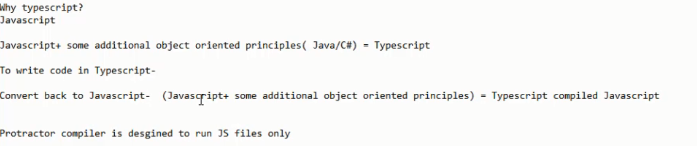 Why typescript?
Javascript
Javascript+ some additional object oriented principles( Java/C#) = Typescript
To write code in Typescript-
Convert back to Javascript-  (Javascript+ some additional object oriented principles) = Typescript compiled Javascript
Protractor compiler is desgined to run JS files only